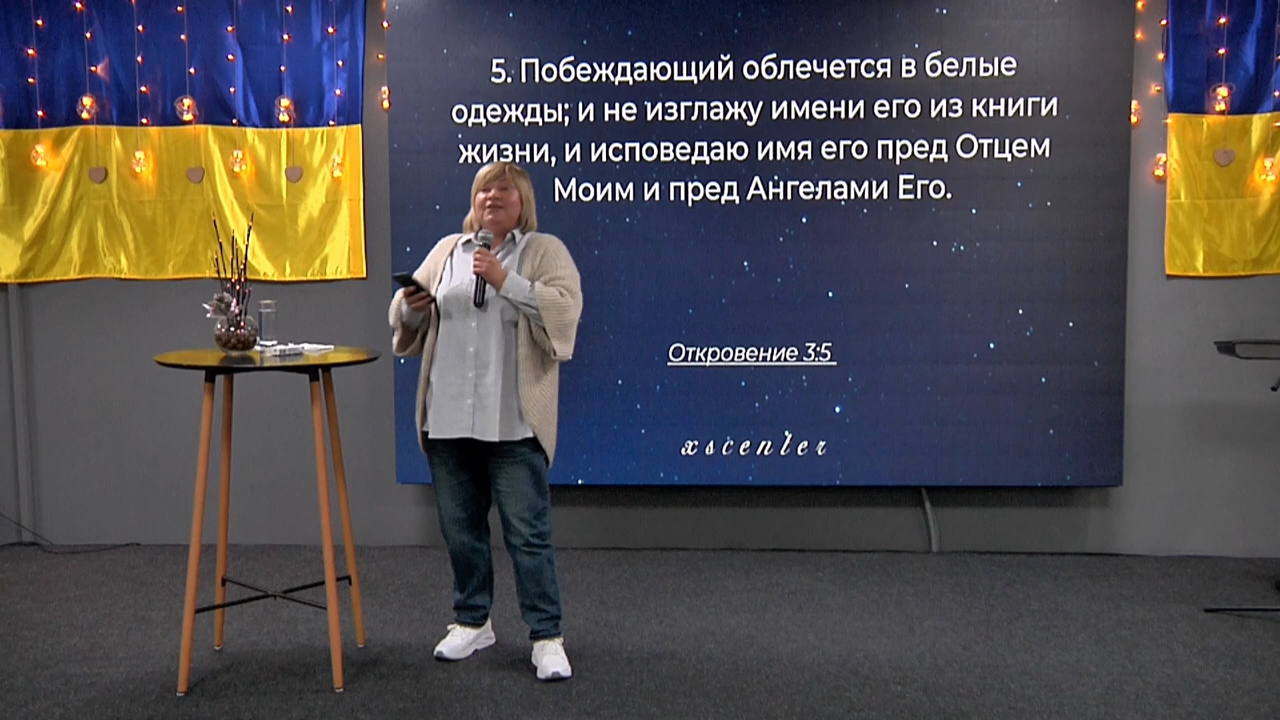 5. Побеждающий облечется в белые
одежды; и не изглажу имени его из книги
жизни, и исповедаю имя его пред Отцем
Моим и пред Ангелами Его.
Откровение 3:5
xscenter